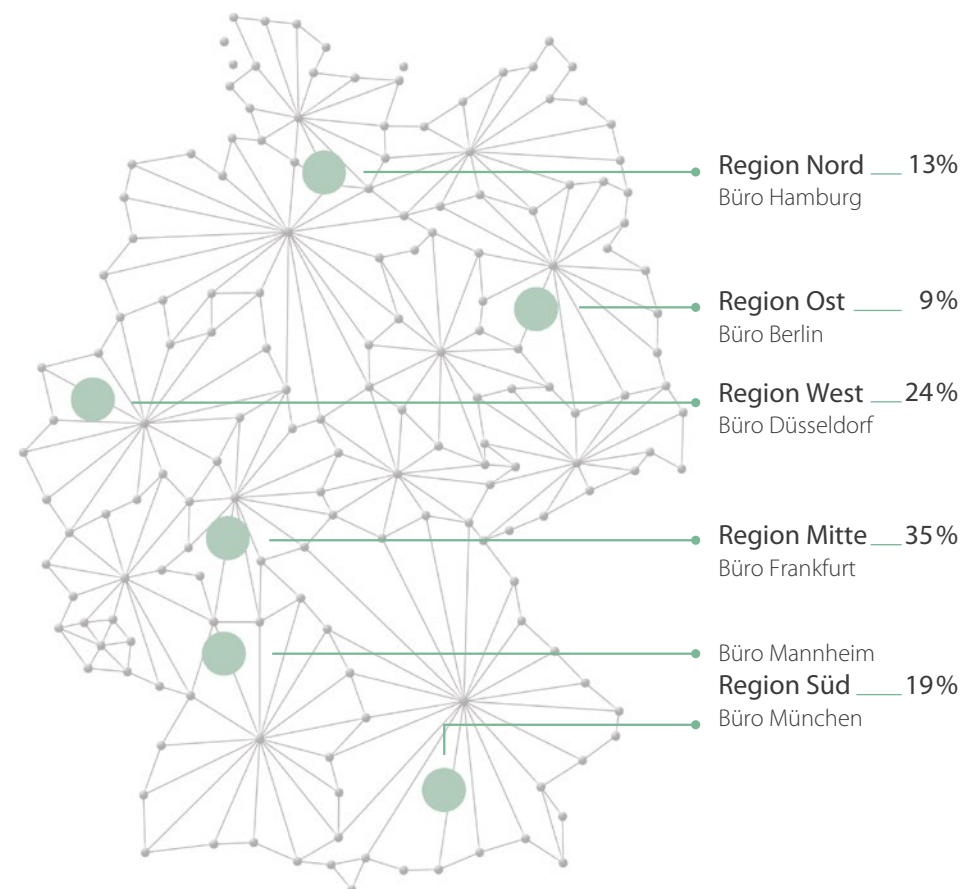 Region Nord 13%
Büro Hamburg
Region Ost 9%
Büro Berlin
Region West 24%
Büro Düsseldorf
Region Mitte 35%
Büro Frankfurt
Büro Mannheim
Region Süd 19%
Büro München